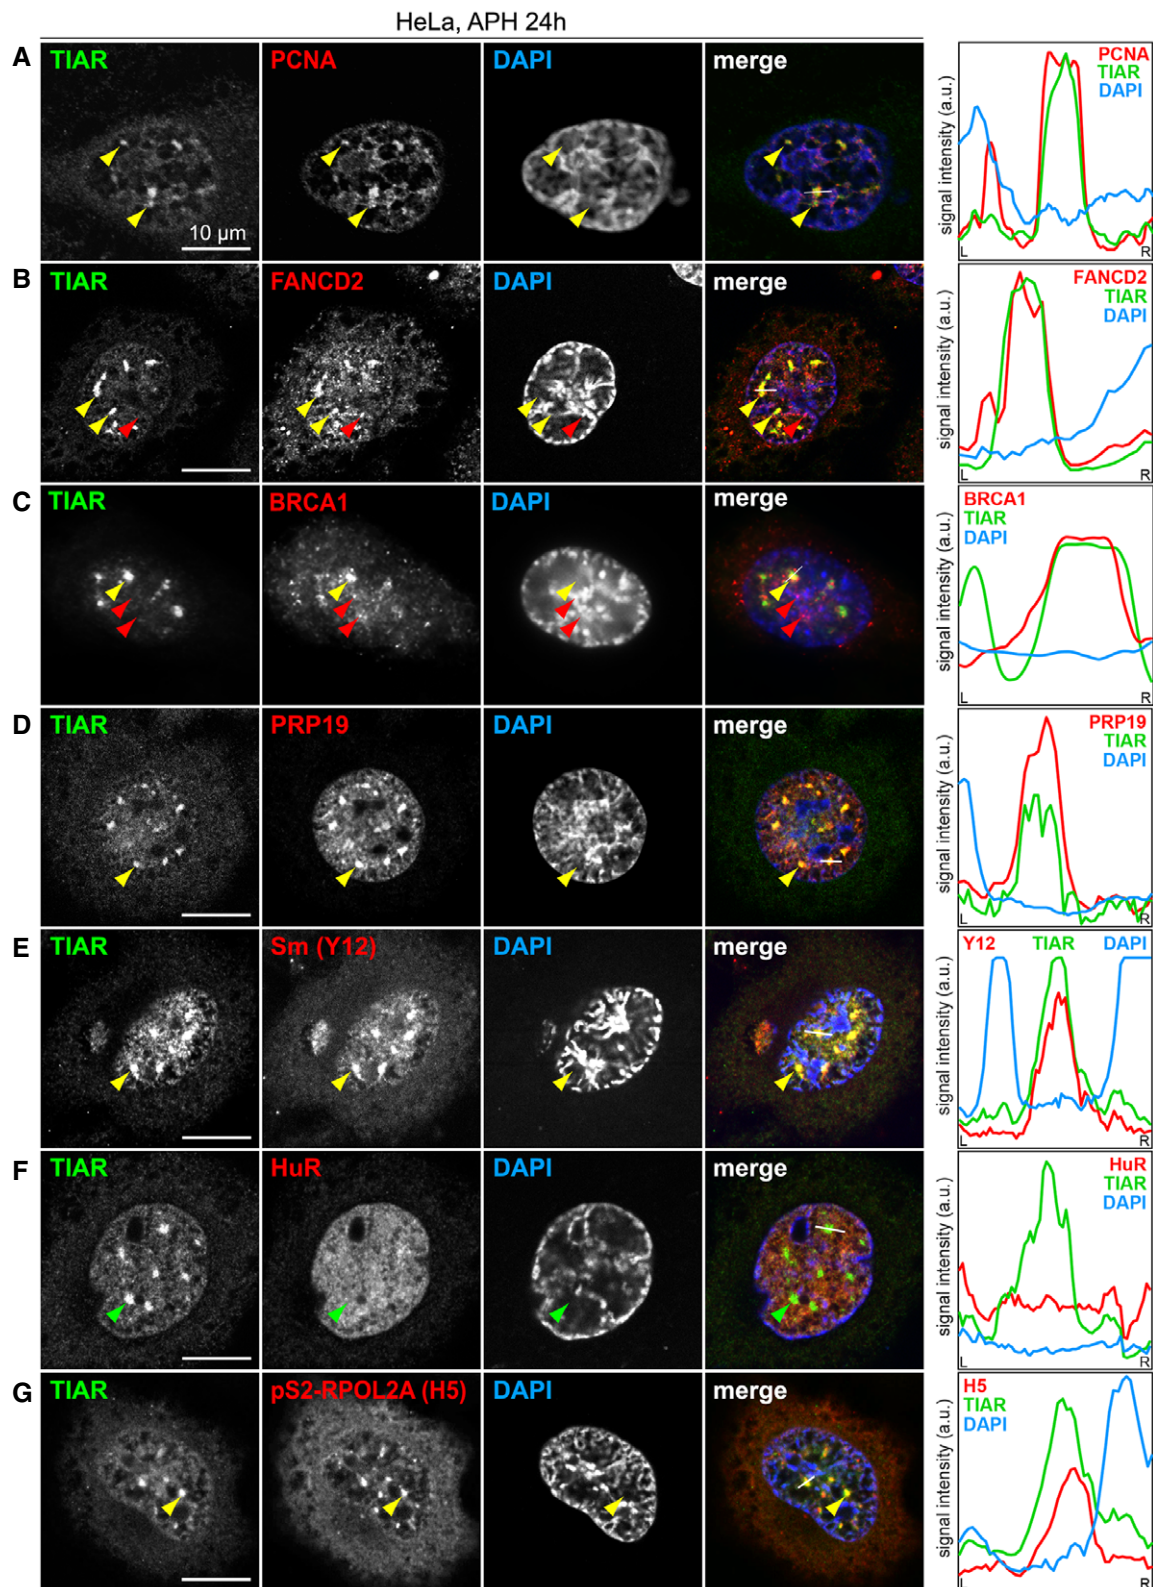 HeLa, APH 24h
A
TIAR
PCNA
DAPI
merge
10 µm
signal intensity (a.u.)
PCNA
TIAR
DAPI
L
R
B
TIAR
FANCD2
DAPI
merge
signal intensity (a.u.)
FANCD2
TIAR
DAPI
L
R
C
TIAR
BRCA1
DAPI
merge
signal intensity (a.u.)
BRCA1
TIAR
DAPI
L
R
D
TIAR
PRP19
DAPI
merge
signal intensity (a.u.)
PRP19
TIAR
DAPI
L
R
E
TIAR
Sm (Y12)
DAPI
merge
signal intensity (a.u.)
Y12 TIAR DAPI
L
R
F
TIAR
HuR
DAPI
merge
signal intensity (a.u.)
HuR
TIAR
DAPI
L
R
G
TIAR
pS2-RPOL2A (H5)
DAPI
merge
signal intensity (a.u.)
H5
TIAR
DAPI
L
R